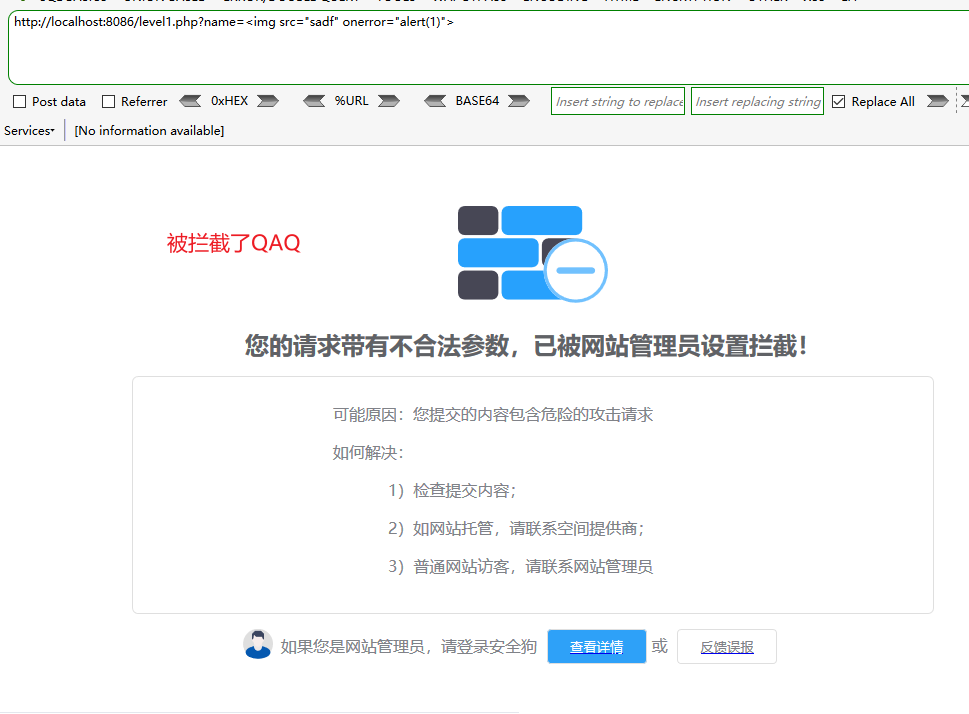 http://localhost:8086/level1.php?name=<img src="sadf" onerror="alert(1)">
Post data Referrer 0xHEX %URL BASE64 Insert string to replace Insert replacing string Replace All
Services [No information available]
被拦截了QAQ
您的请求带有不合法参数，已被网站管理员设置拦截！
可能原因：您提交的内容包含危险的攻击请求
如何解决：
1）检查提交内容；
2）如网站托管，请联系空间提供商；
3）普通网站访客，请联系网站管理员
如果您是网站管理员，请登录安全狗 查看详情 或 反馈误报